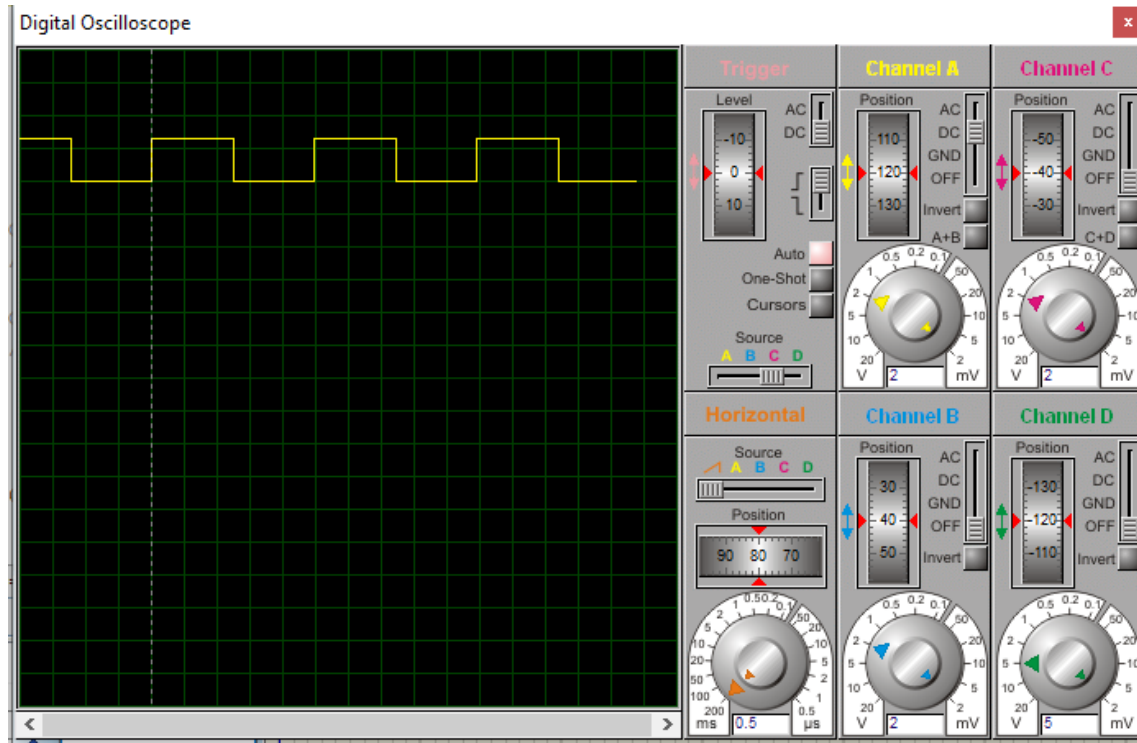 Digital Oscilloscope
x
Trigger
Level
-10
0
10
AC
DC
Auto
One-Shot
Cursors
Source
A B C D
Channel A
Position
110
120
130
AC
DC
GND
OFF
Invert
A+B
20
10
5
2
1
0.5
0.2
0.1
50
20
10
5
2
V
2
mV
Channel C
Position
-50
-40
-30
AC
DC
GND
OFF
Invert
C+D
20
10
5
2
1
0.5
0.2
0.1
50
20
10
5
2
V
2
mV
Horizontal
Source
A B C D
Position
90 80 70
200
100
50
20
10
5
2
1
0.5
0.2
0.1
50
20
10
5
2
1
0.5
ms
0.5
µs
Channel B
Position
30
40
50
AC
DC
GND
OFF
Invert
20
10
5
2
1
0.5
0.2
0.1
50
20
10
5
2
V
2
mV
Channel D
Position
-130
-120
-110
AC
DC
GND
OFF
Invert
20
10
5
2
1
0.5
0.2
0.1
50
20
10
5
2
V
5
mV